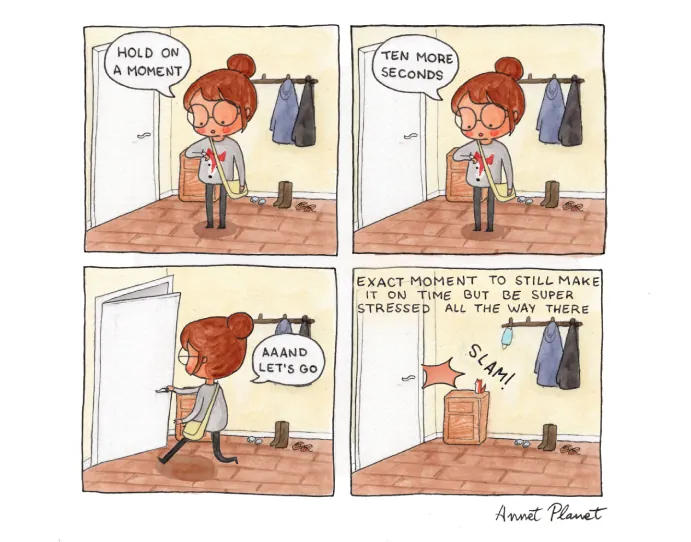 HOLD ON
A MOMENT
TEN MORE
SECONDS
AAAND
LET'S GO
EXACT MOMENT TO STILL MAKE
IT ON TIME BUT BE SUPER
STRESSED ALL THE WAY THERE
SLAM!
Annet Planet